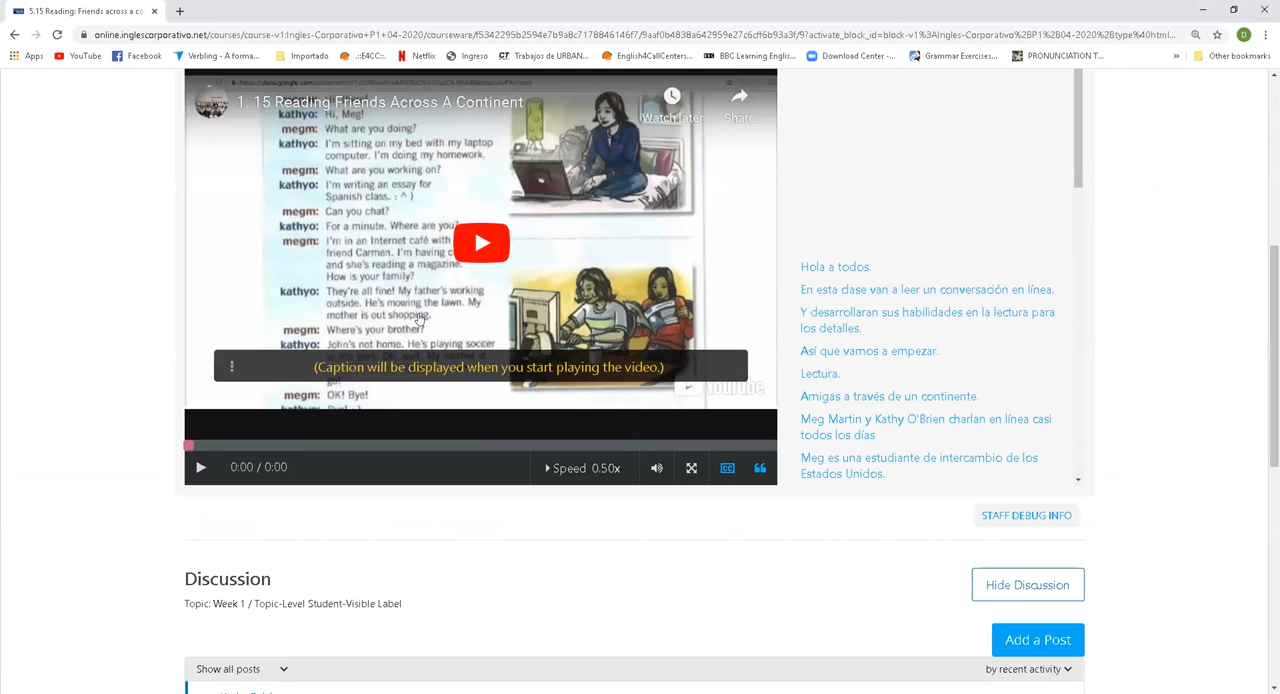 5.15 Reading: Friends across a co
online.inglescorporativo.net/courses/course-v1:Ingles-Corporativo+P1+04-2020/courseware/f5342295b2594e7b9a8c7178846146f7/9aaf0b4838a642959e27c6cff6b93a3f/9?activate_block_id=block-v1%3AIngles-Corporativo%2BP1%2B04-2020%2Btype%40html...
D
Apps YouTube Facebook Verbling - A forma... Importado .::E4CC::. Netflix Ingreso CT Trabajos de URBAN... English4CallCenters... BBC Learning Englis... Download Center -... Grammar Exercises... PRONUNCIATION T... » Other bookmarks
1. 15 Reading Friends Across A Continent
Watch later
Share
kathyo: Hi, Meg!
megm: What are you doing?
kathyo: I'm sitting on my bed with my laptop
computer. I'm doing my homework.
megm: What are you working on?
kathyo: I'm writing an essay for
Spanish class. : ^ )
megm: Can you chat?
kathyo: For a minute. Where are you?
megm: I'm in an Internet café with
friend Carmen. I'm having
and she's reading a magazine.
How is your family?
kathyo: They're all fine! My father's working
outside. He's mowing the lawn. My
mother is out shopping.
megm: Where's your brother?
kathyo: John's not home. He's playing soccer
go!
megm: OK! Bye!
(Caption will be displayed when you start playing the video.)
YouTube
0:00 / 0:00
Speed 0.50x
CC
Hola a todos.
En esta clase van a leer un conversación en línea.
Y desarrollaran sus habilidades en la lectura para
los detalles.
Así que vamos a empezar.
Lectura.
Amigas a través de un continente.
Meg Martin y Kathy O'Brien charlan en línea casi
todos los días.
Meg es una estudiante de intercambio de los
Estados Unidos.
STAFF DEBUG INFO
Discussion
Hide Discussion
Topic: Week 1 / Topic-Level Student-Visible Label
Add a Post
Show all posts
by recent activity